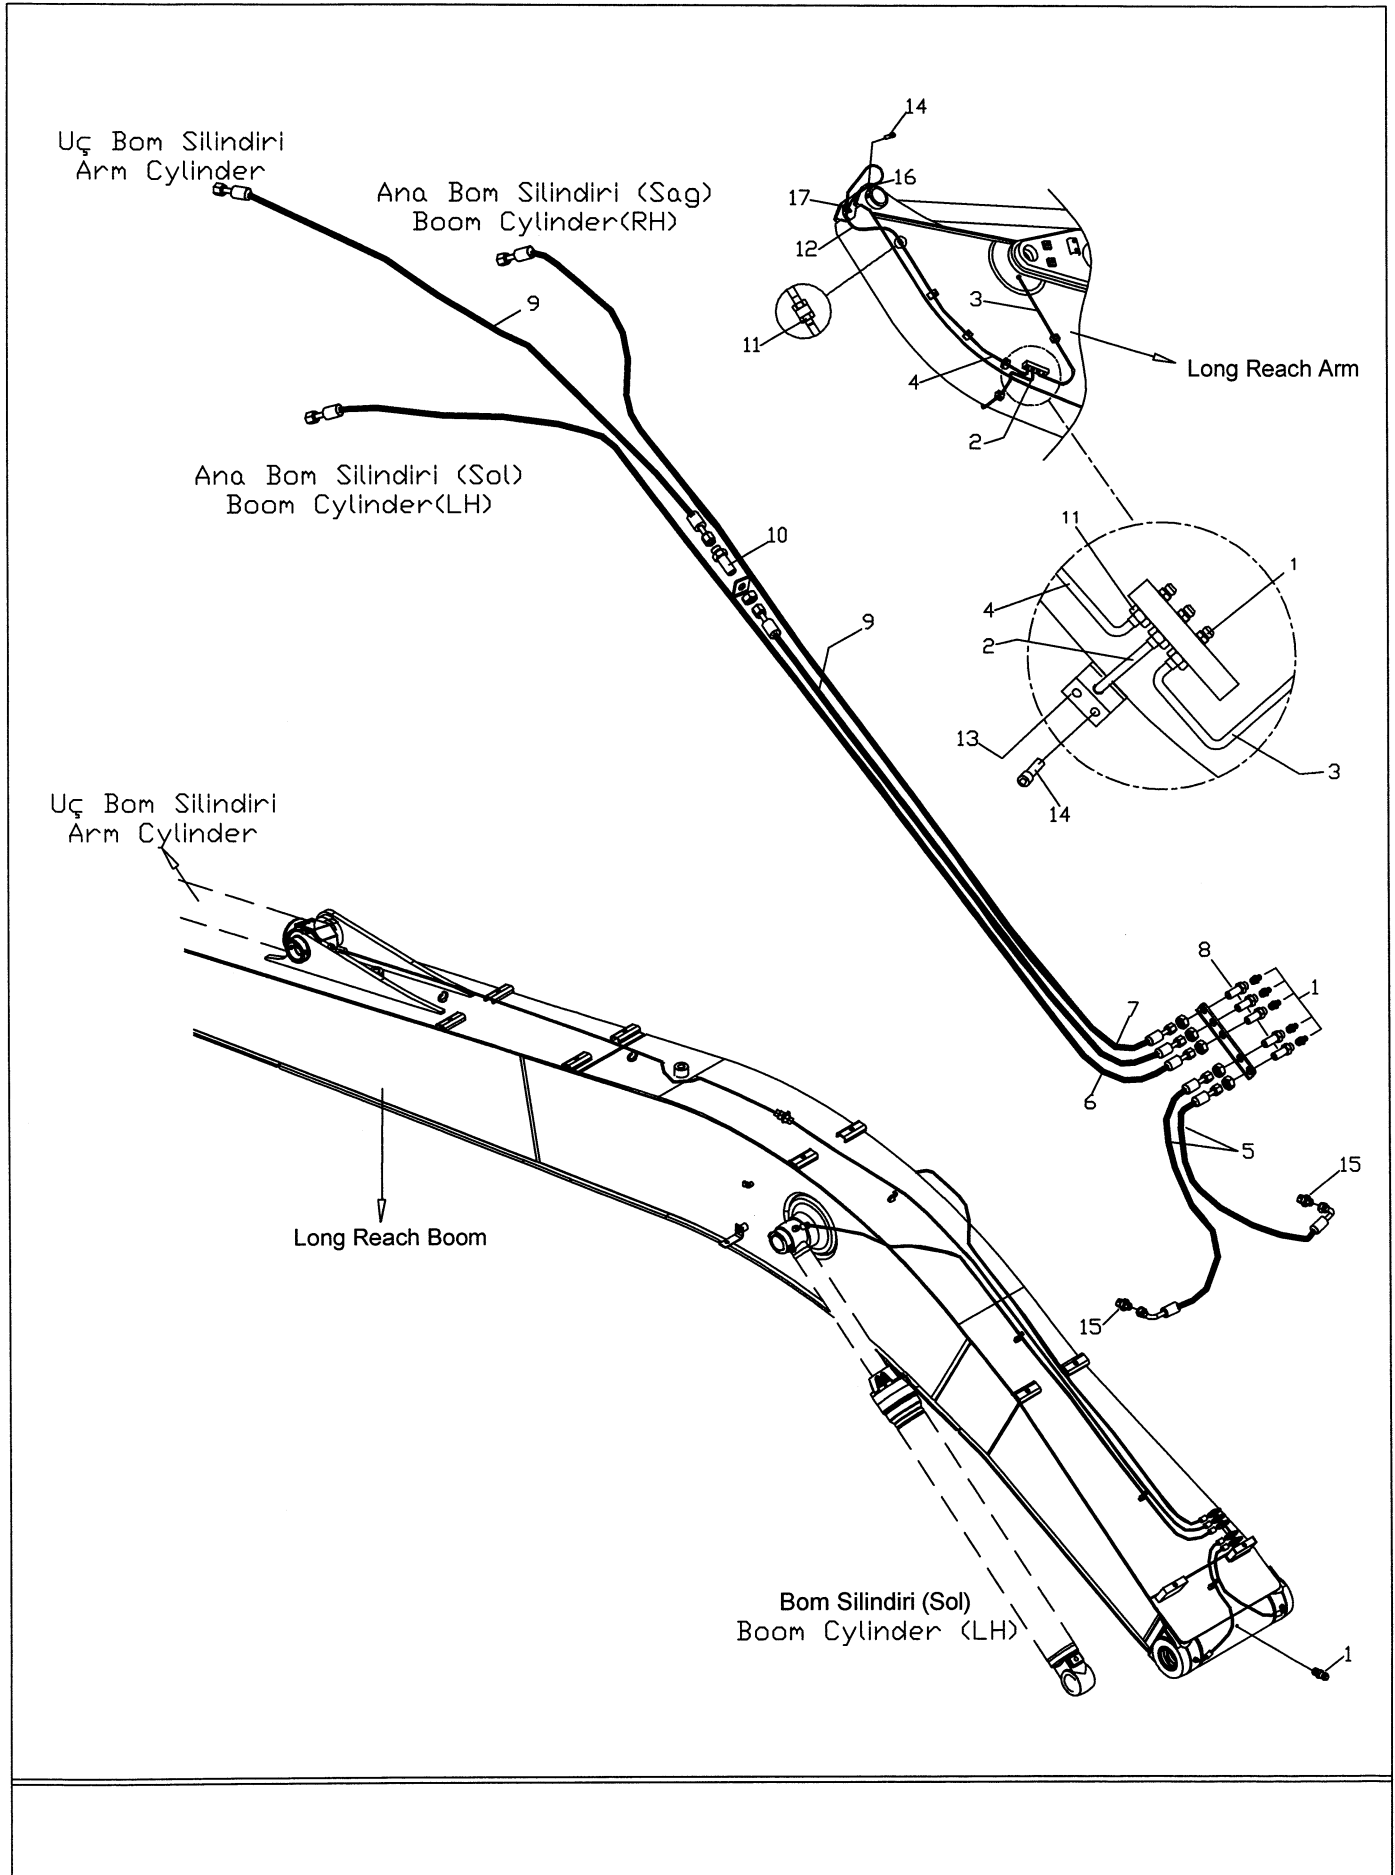 14
Uç Bom Silindiri
Arm Cylinder
Ana Bom Silindiri (Sag)
Boom Cylinder(RH)
16
17
12
9
3
11
Long Reach Arm
4
2
Ana Bom Silindiri (Sol)
Boom Cylinder(LH)
10
11
1
4
2
9
13
3
14
Uç Bom Silindiri
Arm Cylinder
8
1
7
6
5
15
Long Reach Boom
15
Bom Silindiri (Sol)
Boom Cylinder (LH)
1